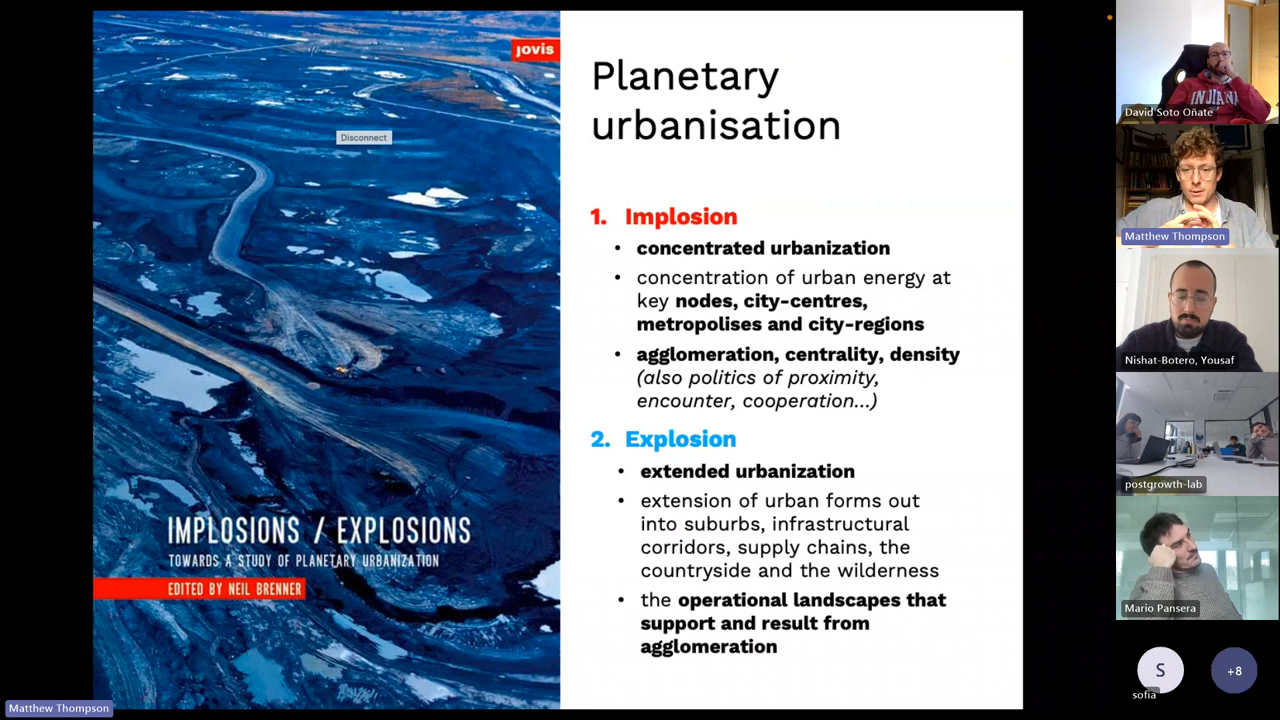 jovis
Disconnect
IMPLOSIONS / EXPLOSIONS
TOWARDS A STUDY OF PLANETARY URBANIZATION
EDITED BY NEIL BRENNER
Matthew Thompson
Planetary
urbanisation
1. Implosion
• concentrated urbanization
• concentration of urban energy at
key nodes, city-centres,
metropolises and city-regions
• agglomeration, centrality, density
(also politics of proximity,
encounter, cooperation...)
2. Explosion
• extended urbanization
• extension of urban forms out
into suburbs, infrastructural
corridors, supply chains, the
countryside and the wilderness
• the operational landscapes that
support and result from
agglomeration
INDIANA
David Soto Oñate
Matthew Thompson
Nishat-Botero, Yousaf
postgrowth-lab
Mario Pansera
S
sofia
+8